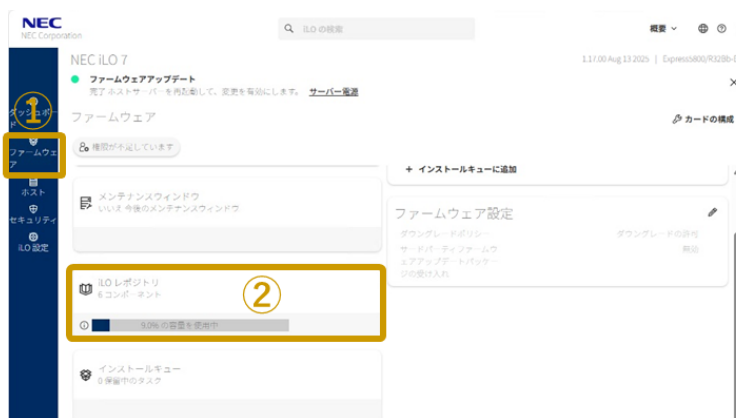 NEC
NEC Corporation
iLO の検索
概要
NEC iLO 7
1.17.00 Aug 13 2025 | Express5800/R32Bb-E
ファームウェアアップデート
完了 ホストサーバーを再起動して、変更を有効にします。 サーバー電源
ファームウェア
カードの構成
権限が不足しています
①
ダッシュボード
ファームウェア
ホスト
セキュリティ
iLO 設定
+ インストールキューに追加
メンテナンスウィンドウ
いいえ 今後のメンテナンスウィンドウ
ファームウェア設定
ダウングレードポリシー
ダウングレードの許可
サードパーティファームウ
ェアアップデートパッケー
ジの受け入れ
無効
iLO レポジトリ
6 コンポーネント
②
9.0% の容量を使用中
インストールキュー
0 保留中のタスク